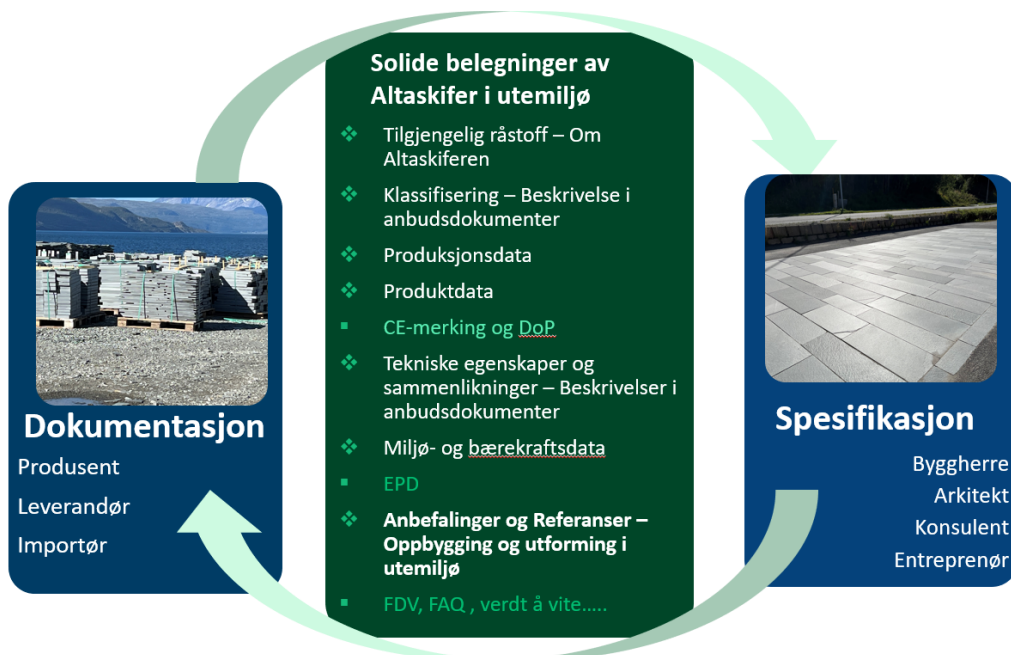 Solide belegninger av
Altaskifer i utemiljø
Tilgjengelig råstoff – Om
Altaskiferen
Klassifisering – Beskrivelse i
anbudsdokumenter
Produksjonsdata
Produktdata
CE-merking og DoP
Tekniske egenskaper og
sammenlikninger – Beskrivelser i
anbudsdokumenter
Miljø- og bærekraftsdata
EPD
Anbefalinger og Referanser –
Oppbygging og utforming i
utemiljø
FDV, FAQ , verdt å vite.....
Dokumentasjon
Produsent
Leverandør
Importør
Spesifikasjon
Byggherre
Arkitekt
Konsulent
Entreprenør